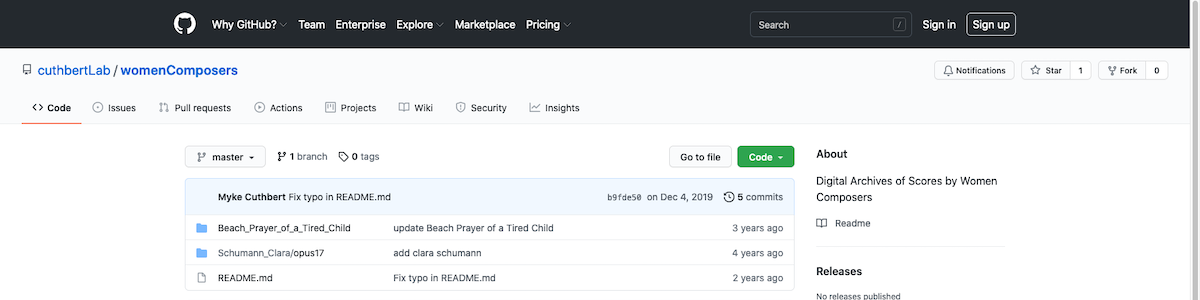 Why GitHub? Team Enterprise Explore Marketplace Pricing Search / Sign in Sign up
cuthbertLab / womenComposers Notifications Star 1 Fork 0
Code Issues Pull requests Actions Projects Wiki Security Insights
master 1 branch 0 tags Go to file Code About
Digital Archives of Scores by Women
Composers
Myke Cuthbert Fix typo in README.md b9fde50 on Dec 4, 2019 5 commits
Readme
Beach_Prayer_of_a_Tired_Child update Beach Prayer of a Tired Child 3 years ago
Schumann_Clara/opus17 add clara schumann 4 years ago
README.md Fix typo in README.md 2 years ago
Releases
No releases published